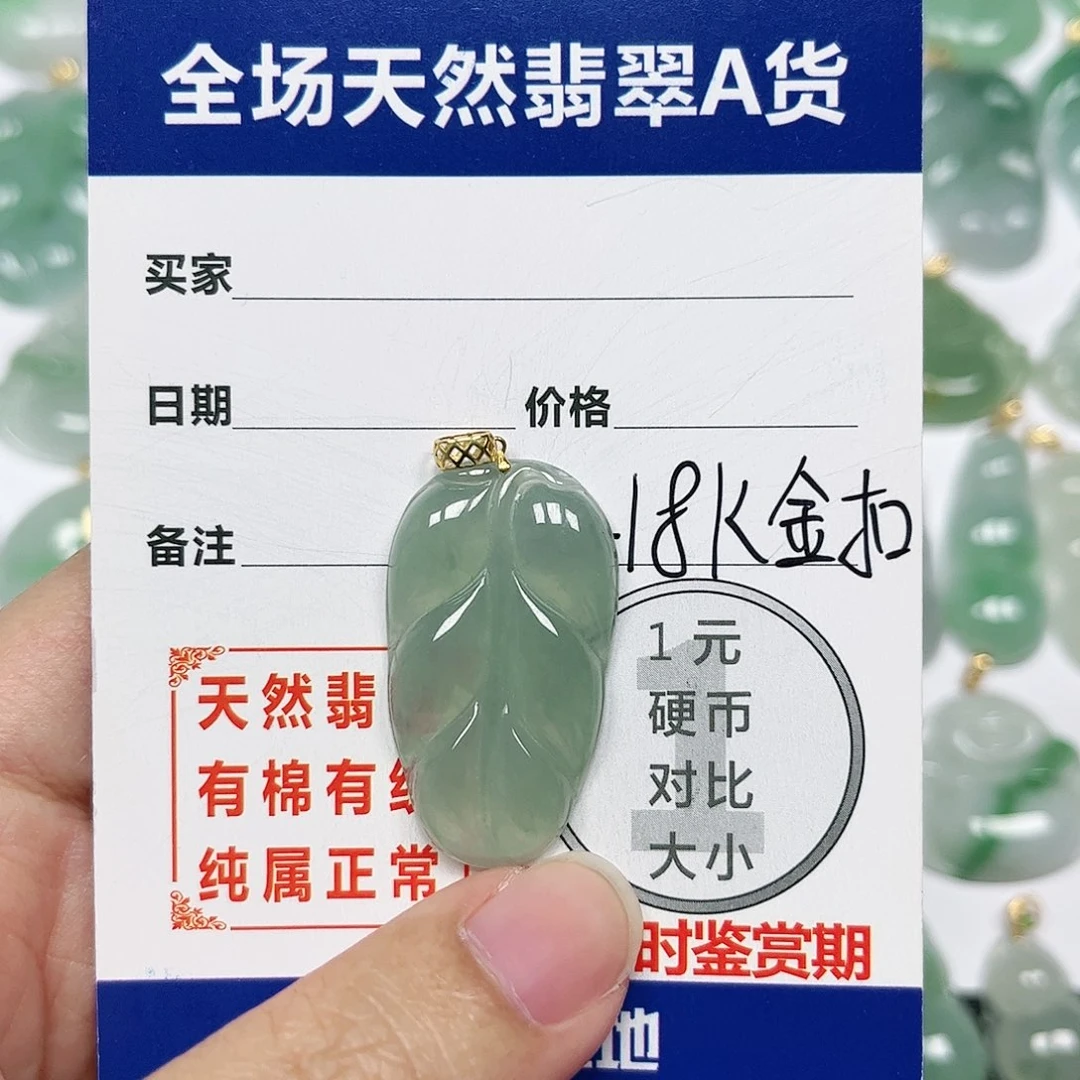 全场天然翡翠A货
买家
日期 价格
备注 18K金扣
天然翡
有棉有
纯属正常
1元
硬币
对比
大小
时鉴赏期
地